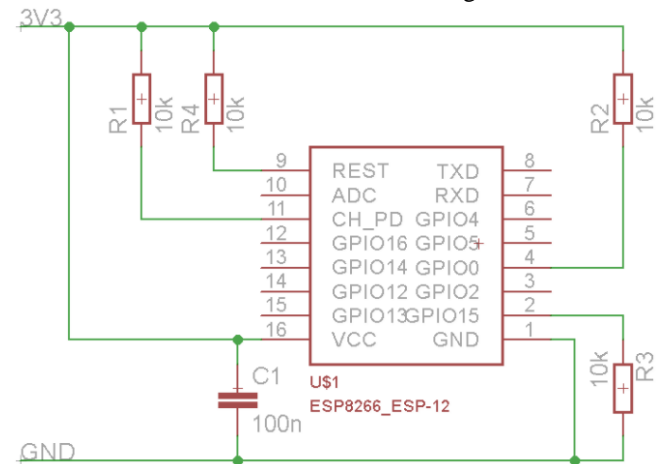 3V3
R1
10k
R4
10k
R2
10k
9 REST TXD 8
10 ADC RXD 7
11 CH_PD GPIO4 6
12 GPIO16 GPIO5 5
13 GPIO14 GPIO0 4
14 GPIO12 GPIO2 3
15 GPIO13 GPIO15 2
16 VCC GND 1
C1
100n
U$1
ESP8266_ESP-12
10k
R3
GND